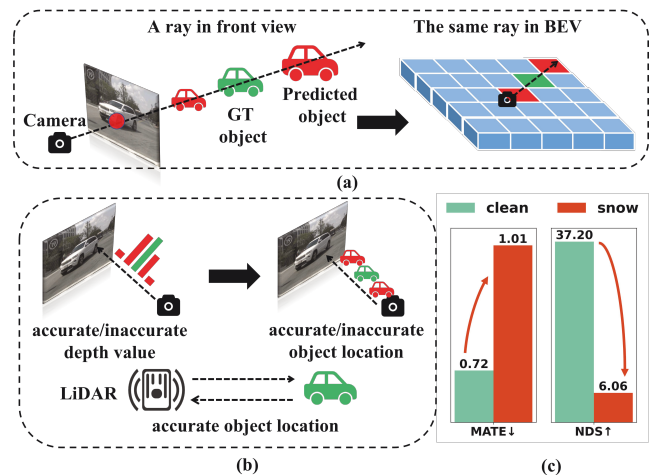 A ray in front view
The same ray in BEV
Camera
GT
object
Predicted
object
(a)
accurate/inaccurate
depth value
accurate/inaccurate
object location
LiDAR
accurate object location
(b)
clean
snow
0.72
1.01
MATE↓
37.20
6.06
NDS↑
(c)